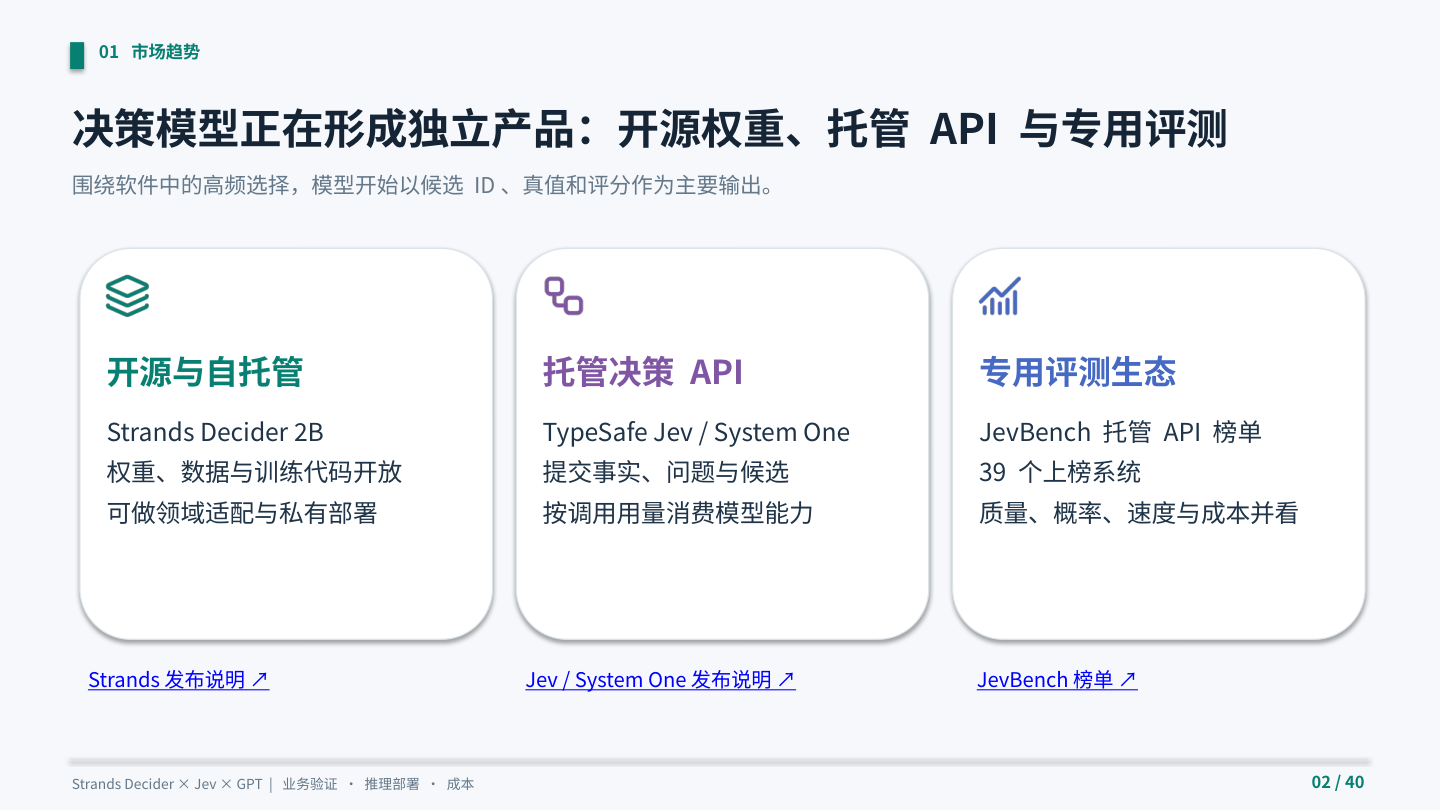 01 市场趋势
决策模型正在形成独立产品：开源权重、托管 API 与专用评测
围绕软件中的高频选择，模型开始以候选 ID 、真值和评分作为主要输出。
开源与自托管
Strands Decider 2B
权重、数据与训练代码开放
可做领域适配与私有部署
托管决策 API
TypeSafe Jev / System One
提交事实、问题与候选
按调用用量消费模型能力
专用评测生态
JevBench 托管 API 榜单
39 个上榜系统
质量、概率、速度与成本并看
Strands 发布说明 ↗
Jev / System One 发布说明 ↗
JevBench 榜单 ↗
Strands Decider × Jev × GPT | 业务验证 · 推理部署 · 成本
02 / 40